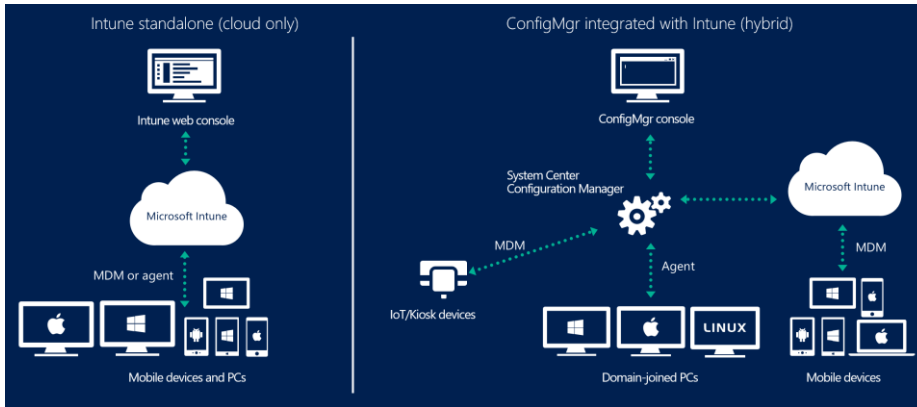 Intune standalone (cloud only)
Intune web console
Microsoft Intune
MDM or agent
Mobile devices and PCs
ConfigMgr integrated with Intune (hybrid)
ConfigMgr console
System Center
Configuration Manager
Microsoft Intune
MDM
Agent
MDM
IoT/Kiosk devices
LINUX
Domain-joined PCs
Mobile devices